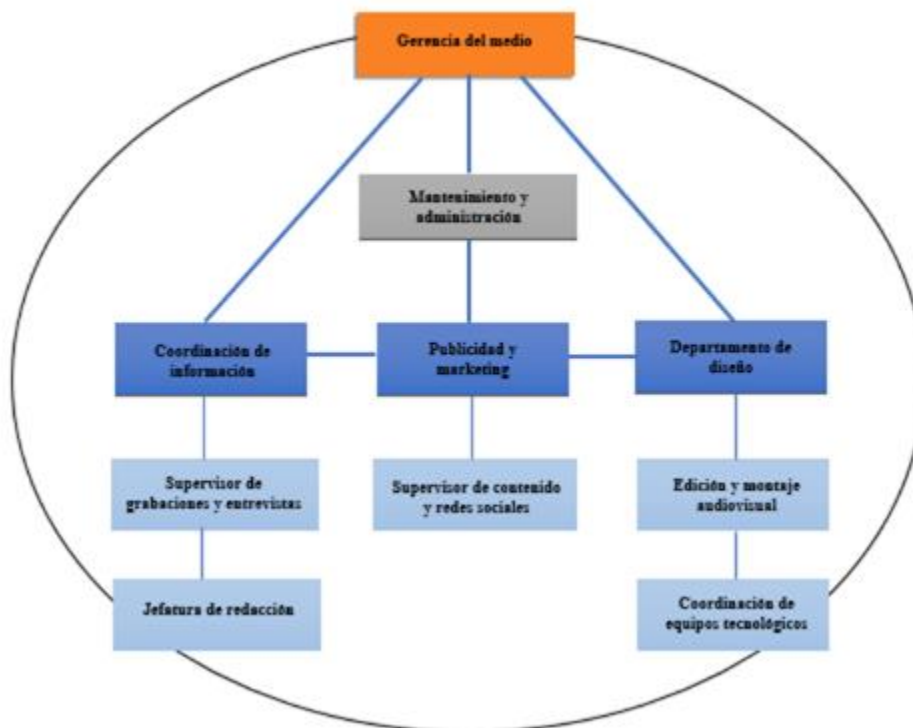 Gerencia del medio
Mantenimiento y
administración
Coordinación de
información
Publicidad y
marketing
Departamento de
diseño
Supervisor de
grabaciones y entrevistas
Supervisor de contenido
y redes sociales
Edición y montaje
audiovisual
Jefatura de redacción
Coordinación de
equipos tecnológicos